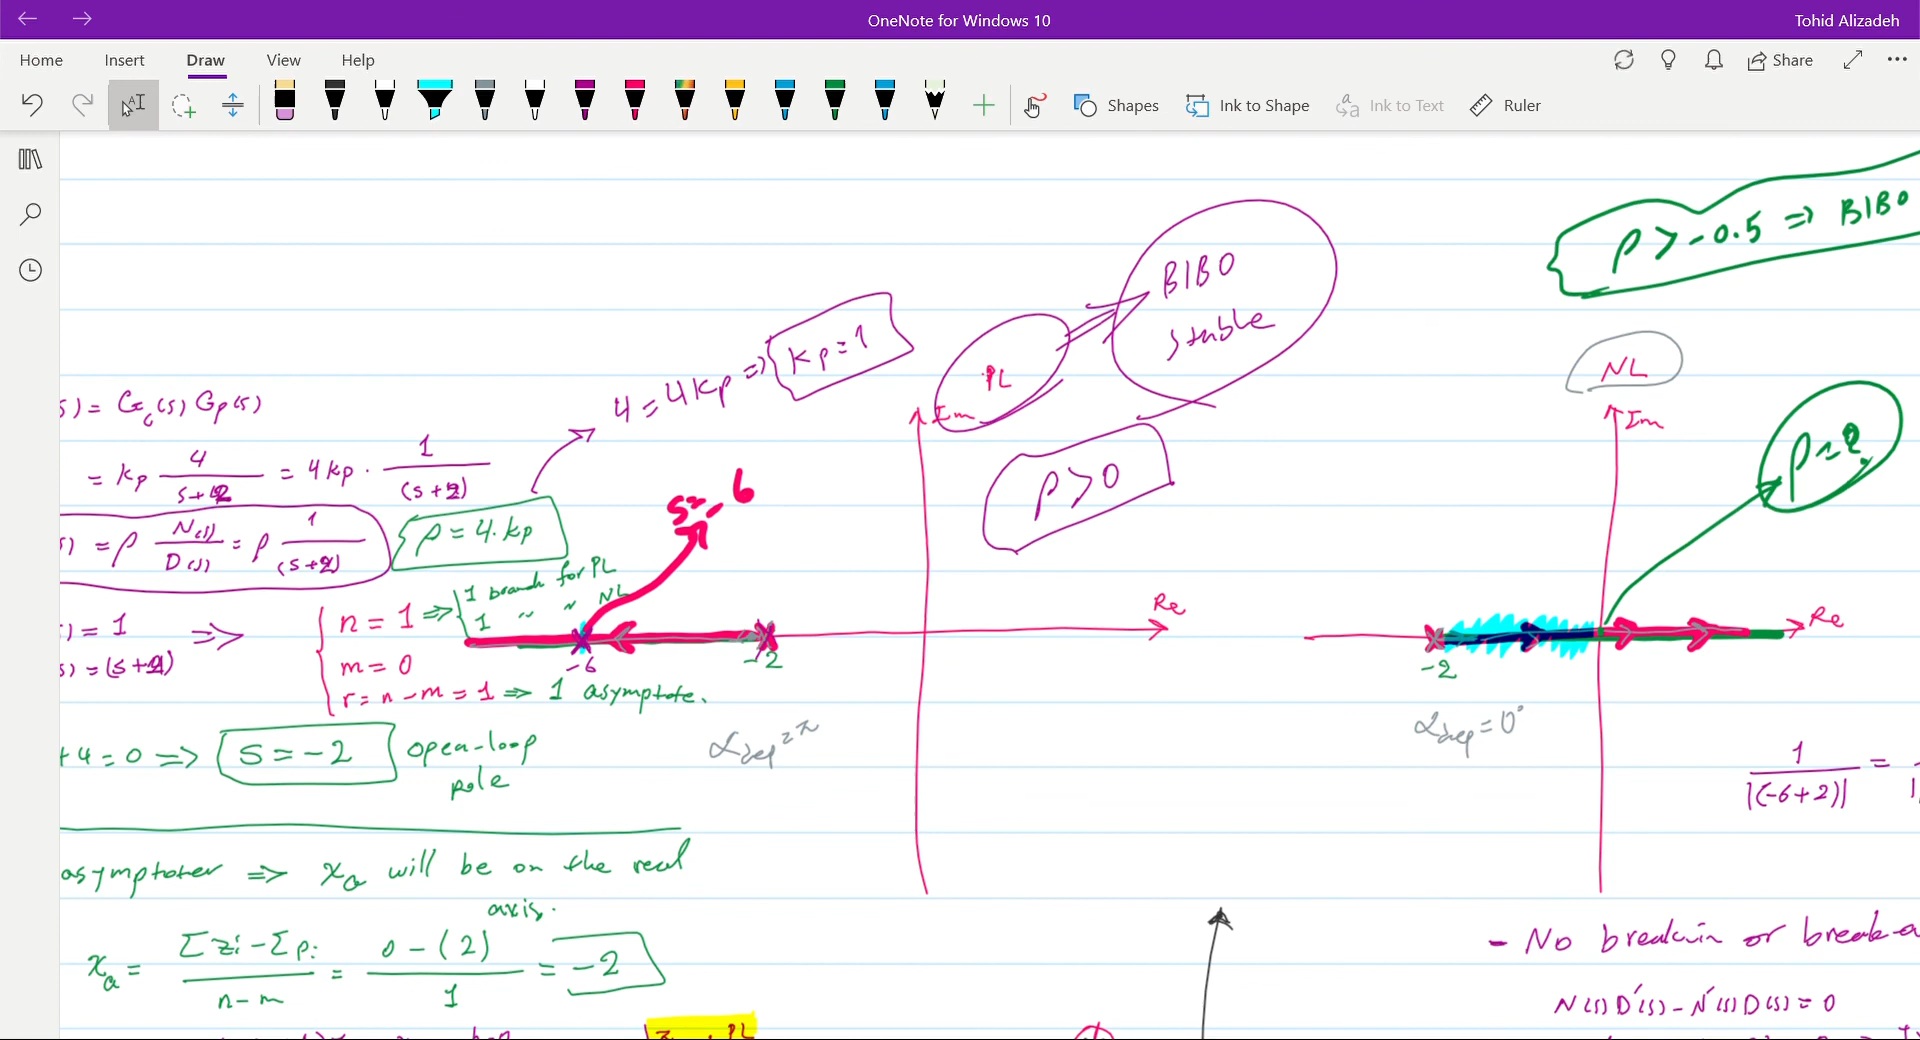 OneNote for Windows 10
Tohid Alizadeh
Home
Insert
Draw
View
Help
Share
Shapes
Ink to Shape
Ink to Text
Ruler
ρ > -0.5 => BIBO
BIBO
stable
PL
4 = 4kp => kp = 1
NL
s) = Gc(s) Gp(s)
Im
Im
= kp 4/(s+2) = 4kp · 1/(s+2)
ρ > 0
ρ = ?
s = -6
s) = ρ N(s)/D(s) = ρ 1/(s+2)
ρ = 4.kp
n = 1 => 1 branch for PL
1 " " NL
Re
Re
s) = 1 =>
s) = (s+2)
m = 0
r = n - m = 1 => 1 asymptote.
-6
-2
-2
αdep = π
αdep = 0°
+4 = 0 => s = -2 open-loop
pole
1/|(-6+2)| =
asymptotes => xa will be on the real
axis.
xa = (Σzi - Σpi)/(n-m) = (0 - (2))/1 = -2
- No breakin or break-a
N(s)D'(s) - N'(s)D(s) = 0
PL